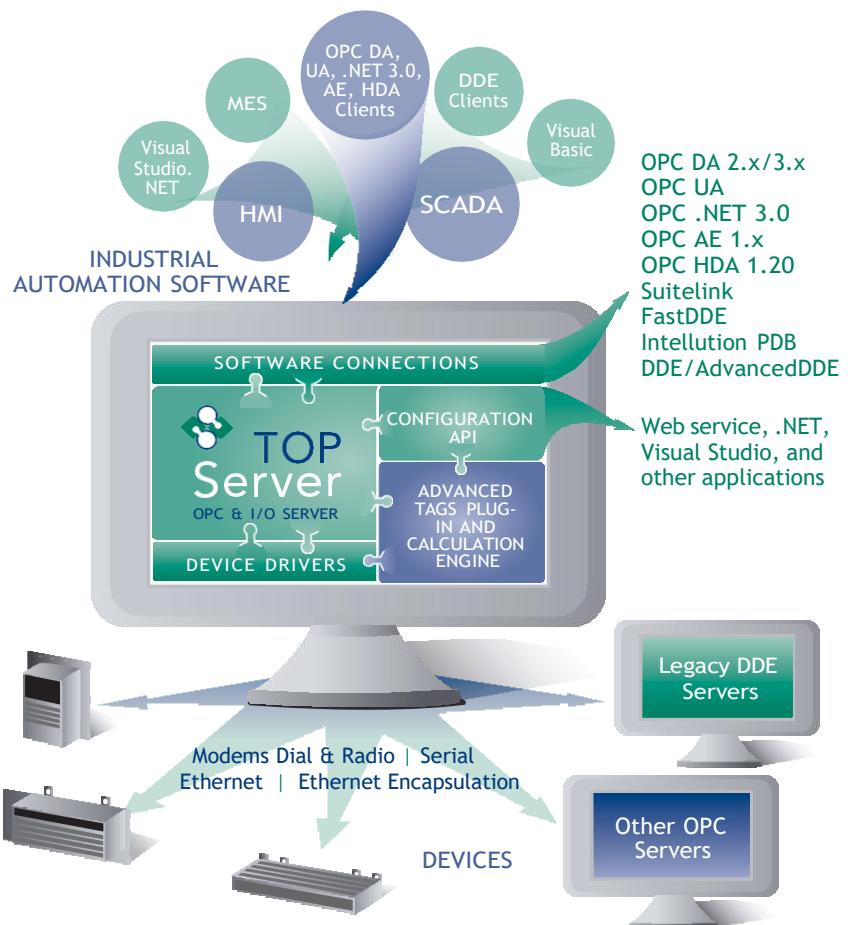 OPC DA,
UA, .NET 3.0,
AE, HDA
Clients
MES
DDE
Clients
Visual
Studio.
NET
Visual
Basic
HMI
SCADA
INDUSTRIAL
AUTOMATION SOFTWARE
OPC DA 2.x/3.x
OPC UA
OPC .NET 3.0
OPC AE 1.x
OPC HDA 1.20
Suitelink
FastDDE
Intellution PDB
DDE/AdvancedDDE
SOFTWARE CONNECTIONS
CONFIGURATION
API
Web service, .NET,
Visual Studio, and
other applications
TOP
Server
OPC & I/O SERVER
ADVANCED
TAGS PLUG-
IN AND
CALCULATION
ENGINE
DEVICE DRIVERS
Legacy DDE
Servers
Modems Dial & Radio | Serial
Ethernet | Ethernet Encapsulation
Other OPC
Servers
DEVICES